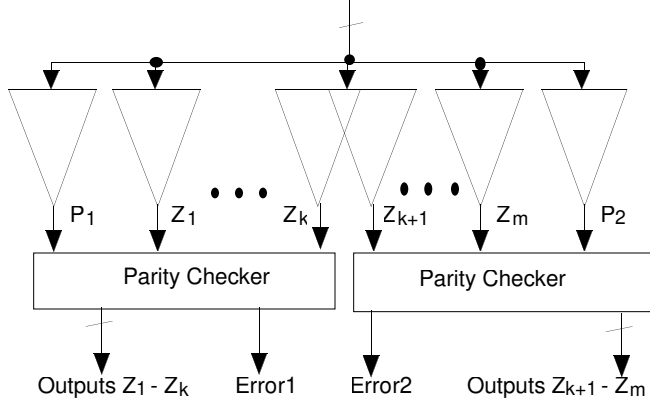 P1 Z1 Zk Zk+1 Zm P2
Parity Checker Parity Checker
Outputs Z1 - Zk Error1 Error2 Outputs Zk+1 - Zm